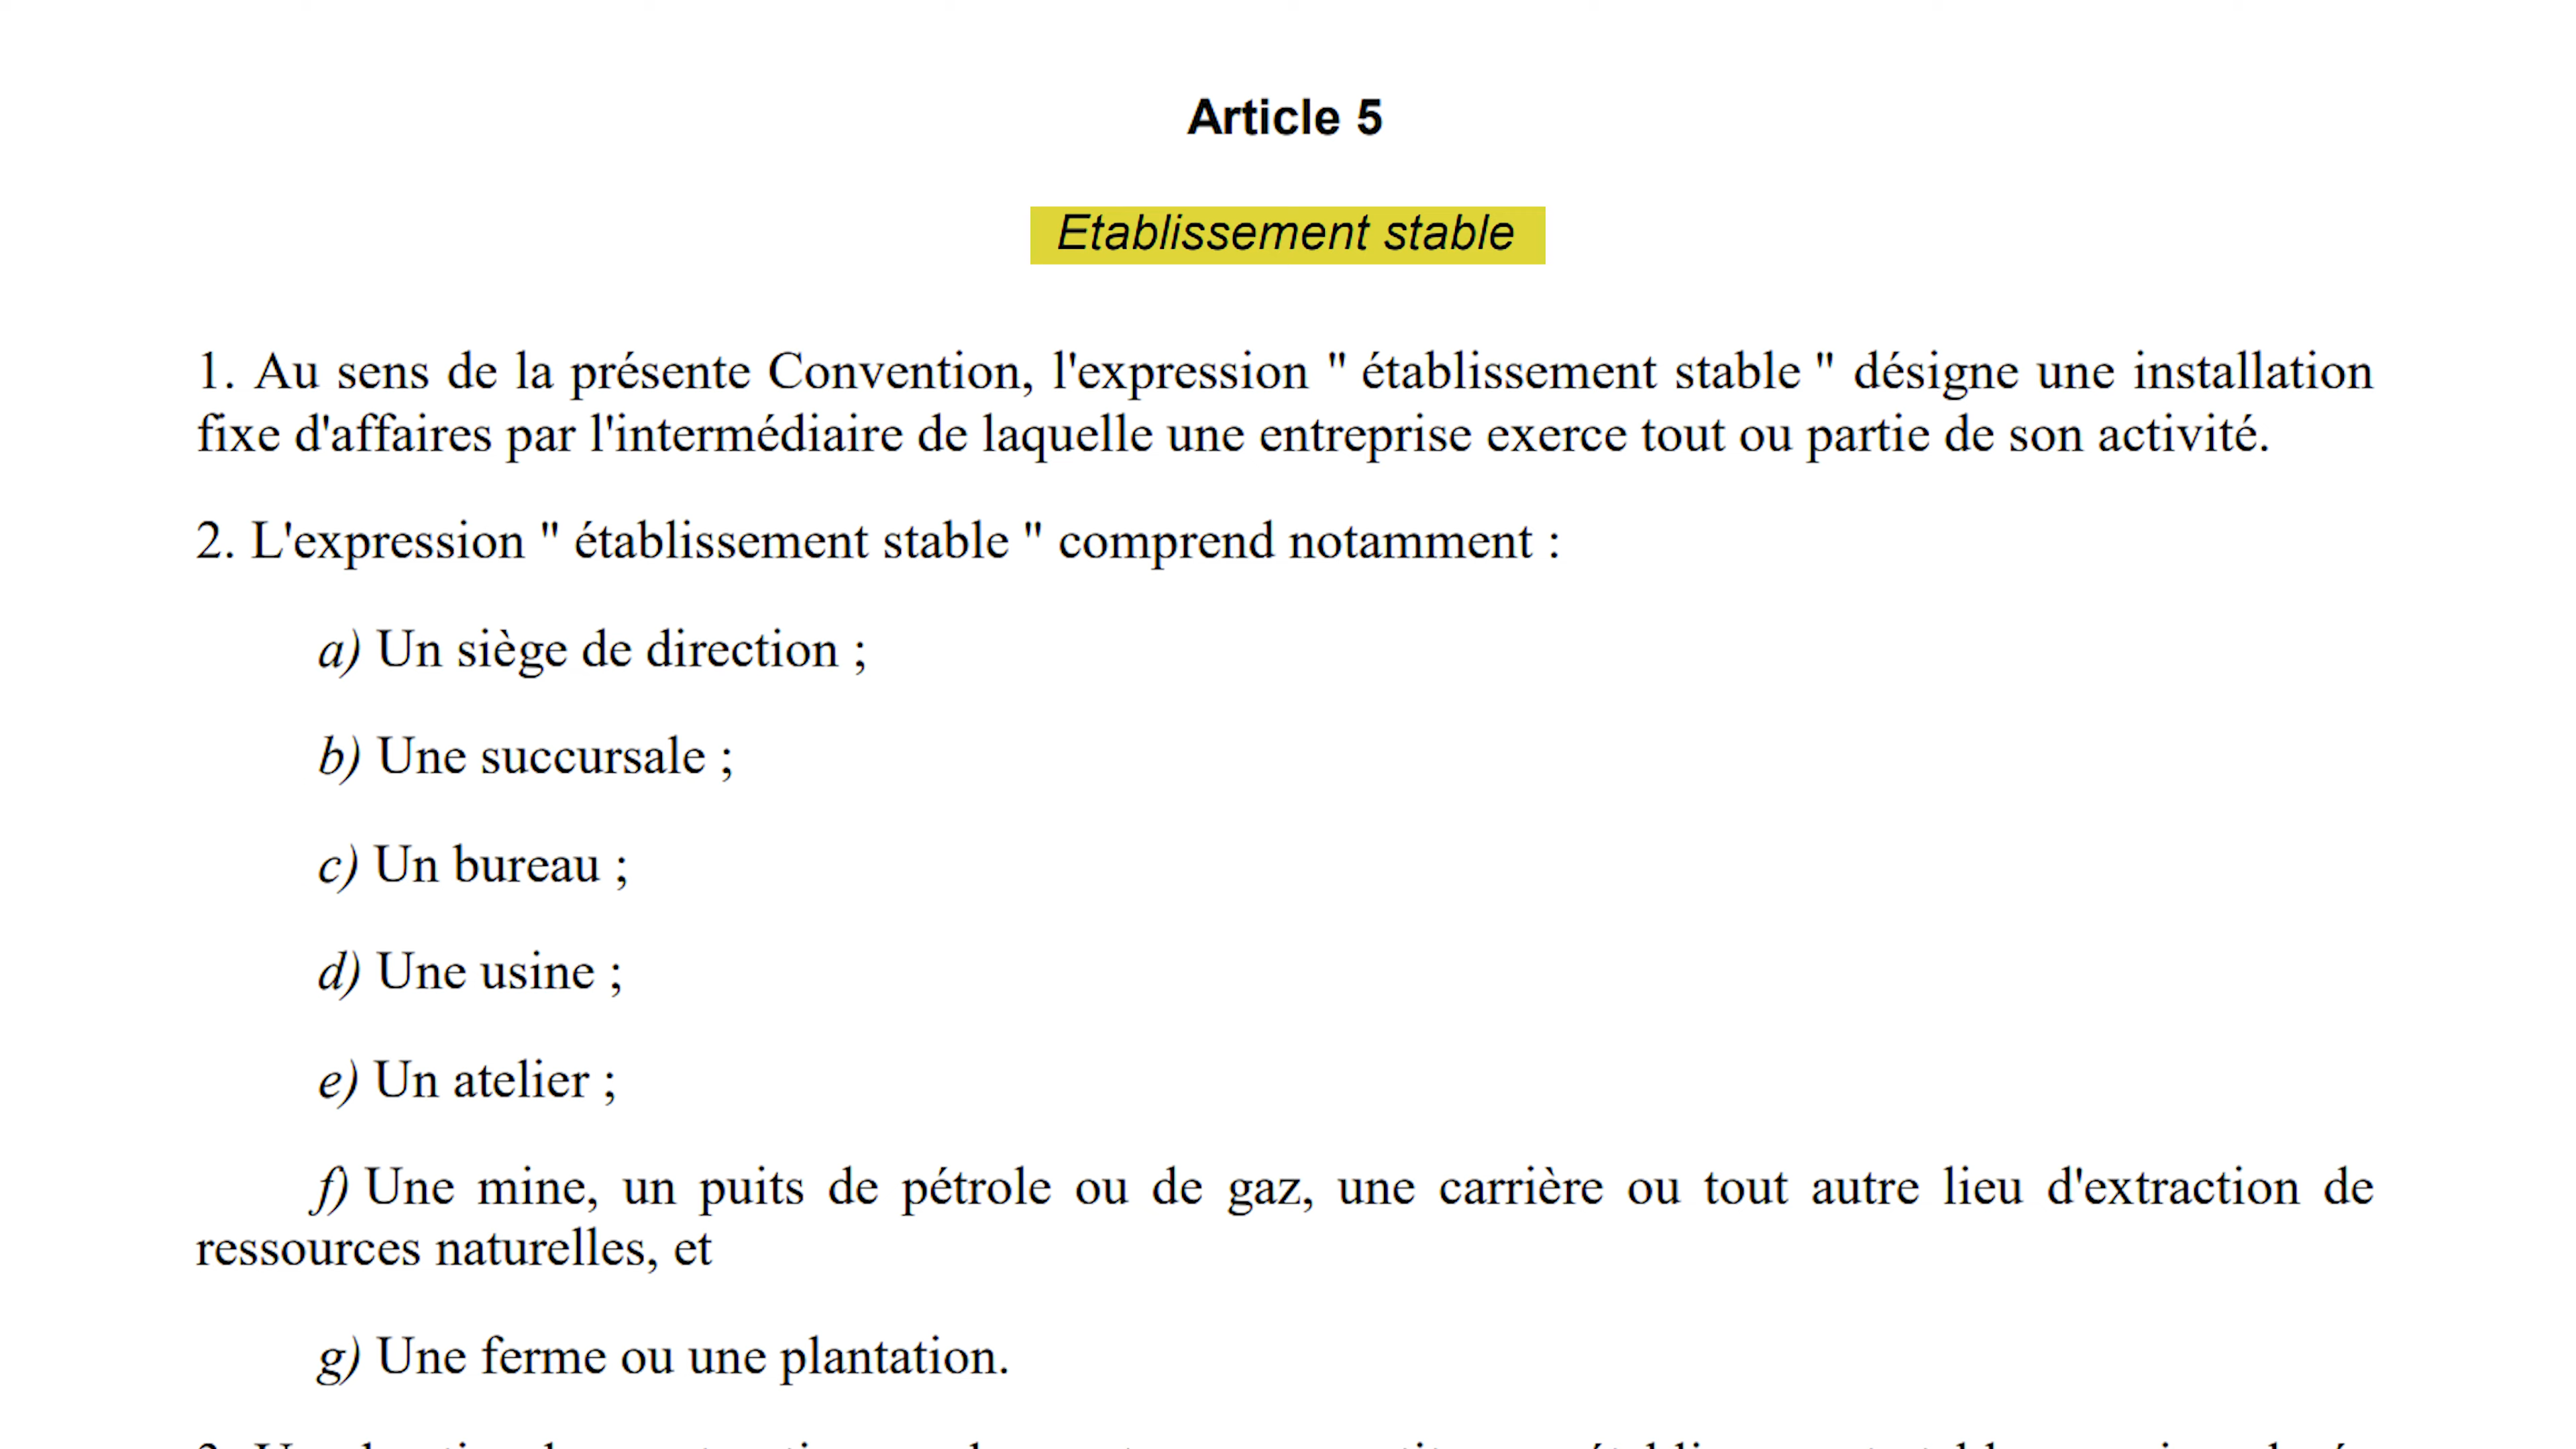 Article 5
Etablissement stable
1. Au sens de la présente Convention, l'expression " établissement stable " désigne une installation
fixe d'affaires par l'intermédiaire de laquelle une entreprise exerce tout ou partie de son activité.
2. L'expression " établissement stable " comprend notamment :
a) Un siège de direction ;
b) Une succursale ;
c) Un bureau ;
d) Une usine ;
e) Un atelier ;
f) Une mine, un puits de pétrole ou de gaz, une carrière ou tout autre lieu d'extraction de
ressources naturelles, et
g) Une ferme ou une plantation.